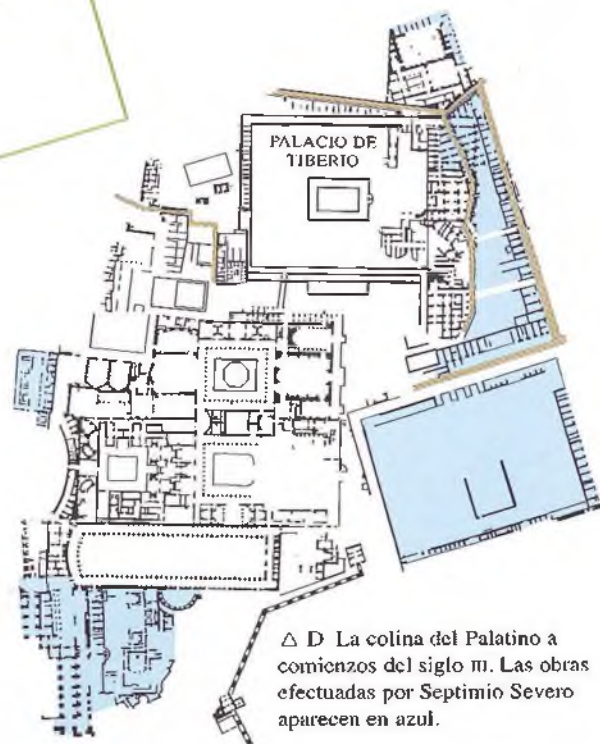 PALACIO DE
TIBERIO
△ D La colina del Palatino a
comienzos del siglo III. Las obras
efectuadas por Septimio Severo
aparecen en azul.